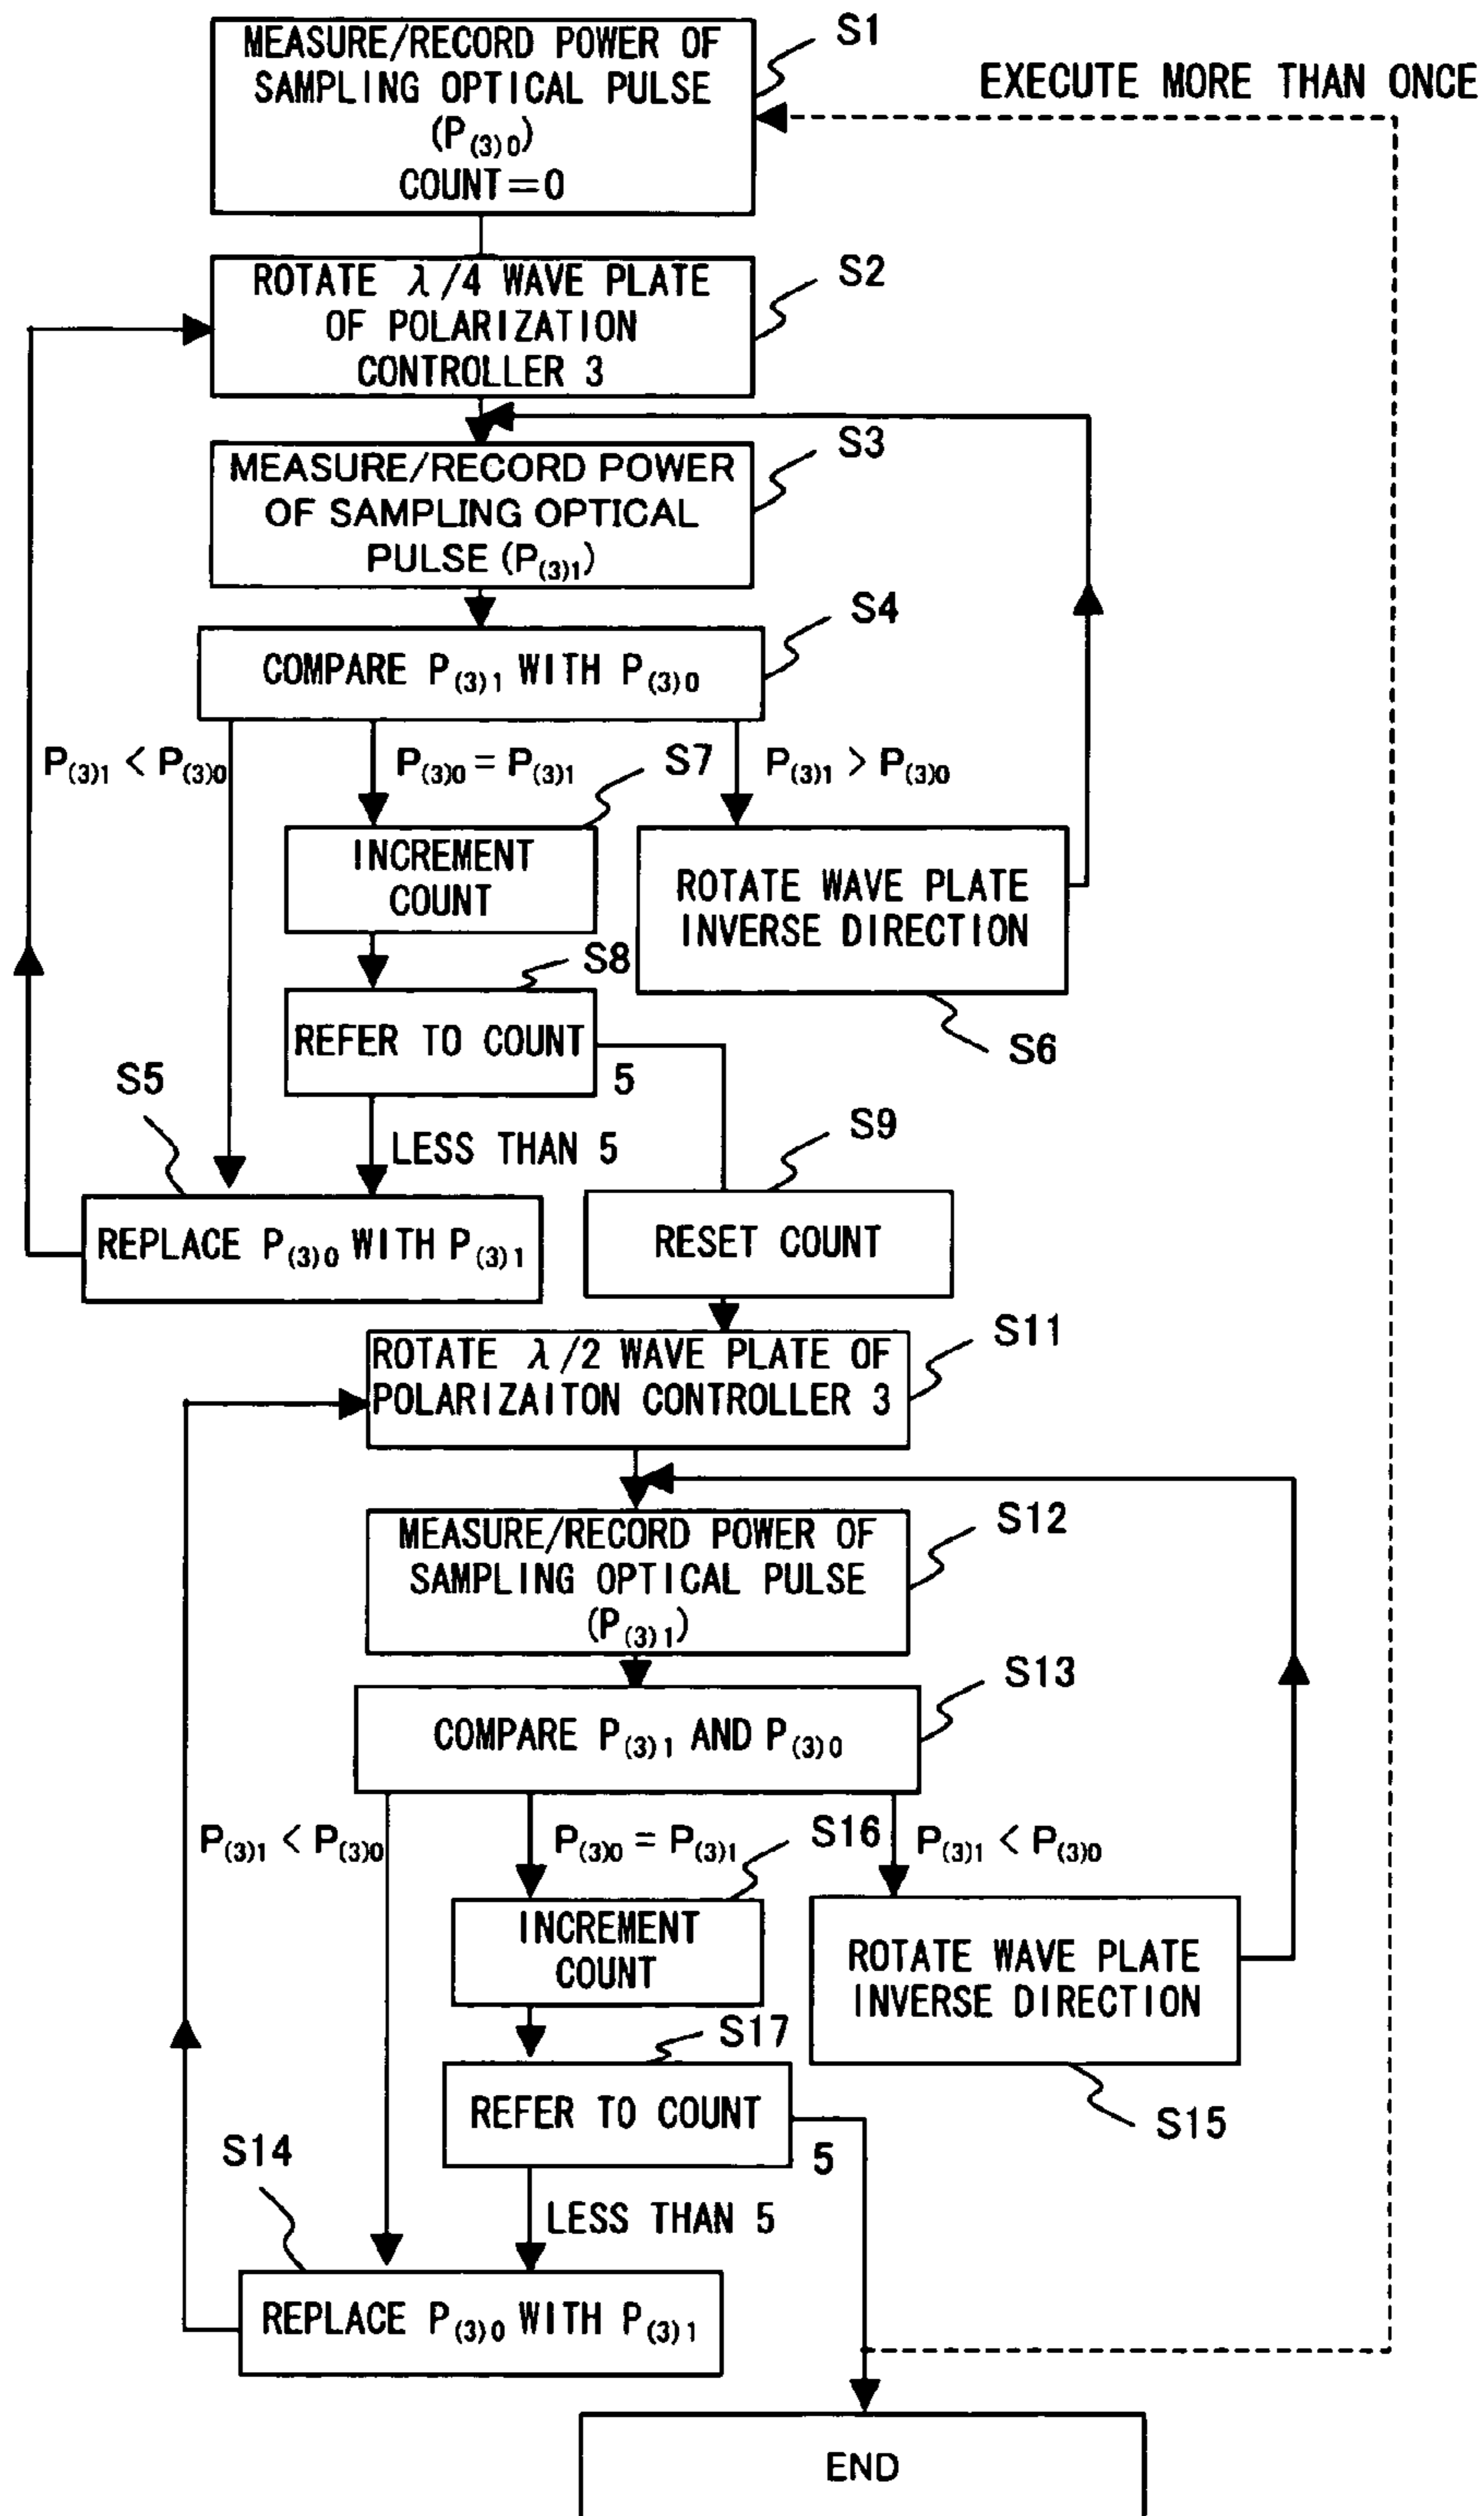 MEASURE/RECORD POWER OF
SAMPLING OPTICAL PULSE
(P(3)0)
COUNT=0
S1
EXECUTE MORE THAN ONCE
ROTATE λ/4 WAVE PLATE
OF POLARIZATION
CONTROLLER 3
S2
MEASURE/RECORD POWER
OF SAMPLING OPTICAL
PULSE (P(3)1)
S3
COMPARE P(3)1 WITH P(3)0
S4
P(3)1 < P(3)0
P(3)0 = P(3)1
S7
P(3)1 > P(3)0
INCREMENT
COUNT
ROTATE WAVE PLATE
INVERSE DIRECTION
S6
S8
REFER TO COUNT
5
LESS THAN 5
S5
REPLACE P(3)0 WITH P(3)1
S9
RESET COUNT
ROTATE λ/2 WAVE PLATE OF
POLARIZAITON CONTROLLER 3
S11
MEASURE/RECORD POWER OF
SAMPLING OPTICAL PULSE
(P(3)1)
S12
COMPARE P(3)1 AND P(3)0
S13
P(3)1 < P(3)0
P(3)0 = P(3)1
S16
P(3)1 < P(3)0
INCREMENT
COUNT
ROTATE WAVE PLATE
INVERSE DIRECTION
S15
S17
REFER TO COUNT
5
LESS THAN 5
S14
REPLACE P(3)0 WITH P(3)1
END